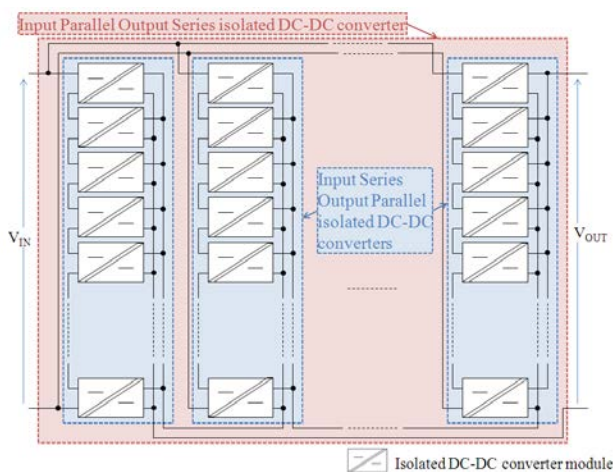 Input Parallel Output Series isolated DC-DC converter
Input Series
Output Parallel
isolated DC-DC
converters
VIN
VOUT
Isolated DC-DC converter module